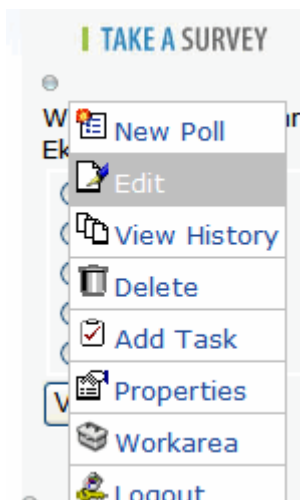 TAKE A SURVEY
New Poll
Edit
View History
Delete
Add Task
Properties
Workarea
Logout